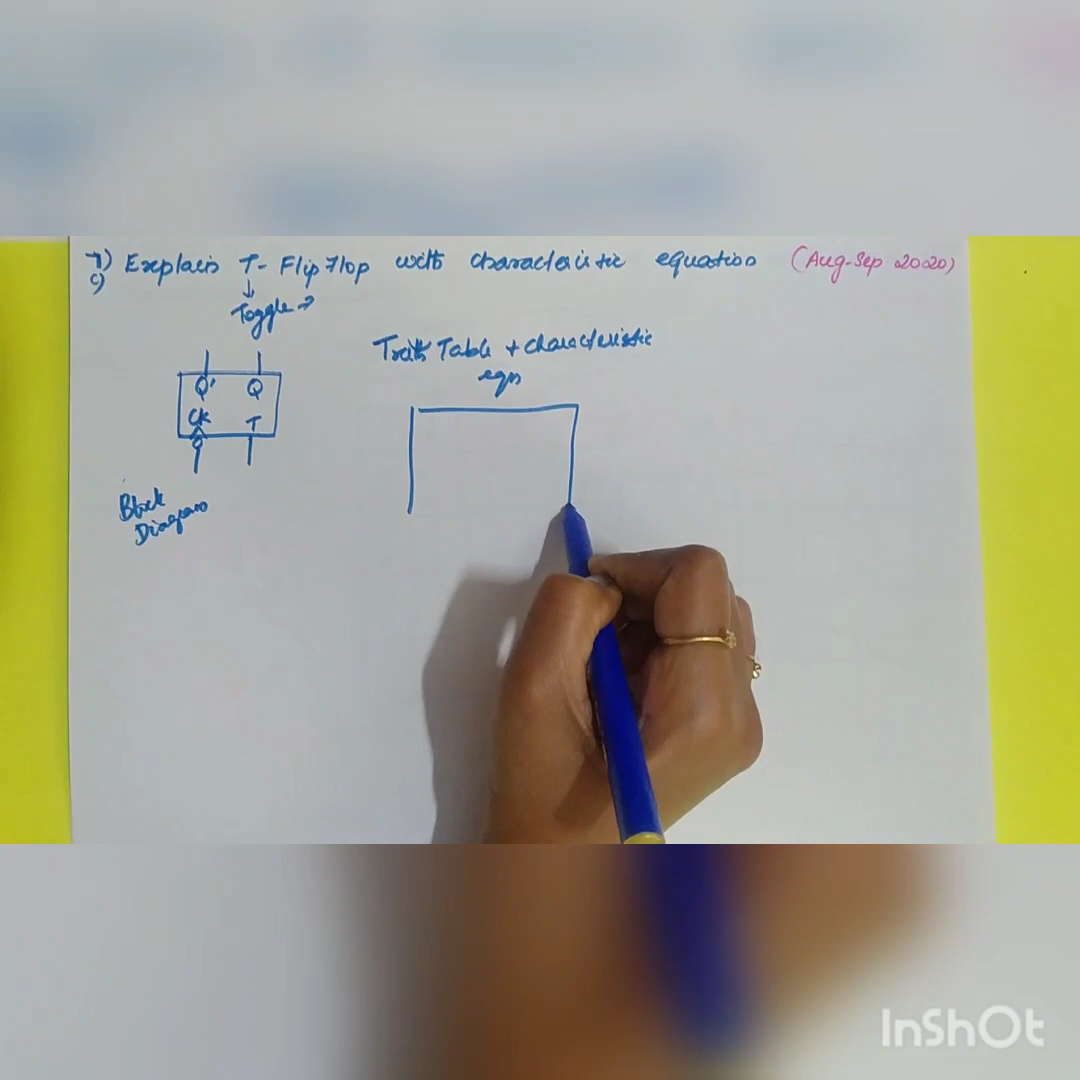 7) Explain T- Flip Flop with characteristic equation (Aug-Sep 2020)
c)
Toggle
Truth Table + characteristic
eqn
Q' Q
CK T
Block
Diagram
InShOt